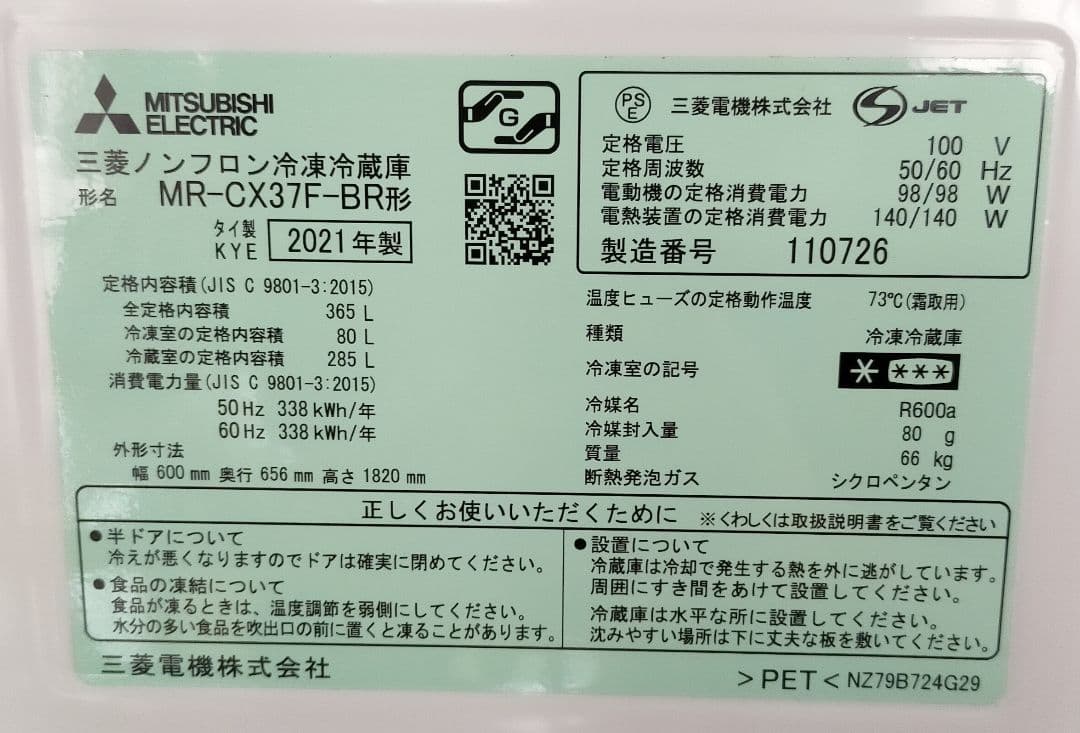 MITSUBISHI
ELECTRIC
三菱ノンフロン冷凍冷蔵庫
形名 MR-CX37F-BR形
タイ製
KYE 2021年製
G
定格内容積(JIS C 9801-3:2015)
全定格内容積 365 L
冷凍室の定格内容積 80 L
冷蔵室の定格内容積 285 L
消費電力量(JIS C 9801-3:2015)
50Hz 338kWh/年
60Hz 338kWh/年
外形寸法
幅 600mm 奥行 656mm 高さ 1820mm
PSE 三菱電機株式会社 JET
定格電圧 100 V
定格周波数 50/60 Hz
電動機の定格消費電力 98/98 W
電熱装置の定格消費電力 140/140 W
製造番号 110726
温度ヒューズの定格動作温度 73℃(霜取用)
種類 冷凍冷蔵庫
冷凍室の記号 * ***
冷媒名 R600a
冷媒封入量 80 g
質量 66 kg
断熱発泡ガス シクロペンタン
正しくお使いいただくために ※くわしくは取扱説明書をご覧ください
●半ドアについて
冷えが悪くなりますのでドアは確実に閉めてください。
●食品の凍結について
食品が凍るときは、温度調節を弱側にしてください。
水分の多い食品を吹出口の前に置くと凍ることがあります。
●設置について
冷蔵庫は冷却で発生する熱を外に逃がしています。
周囲にすき間をあけて設置してください。
冷蔵庫は水平な所に設置してください。
沈みやすい場所は下に丈夫な板を敷いてください。
三菱電機株式会社
>PET< NZ79B724G29